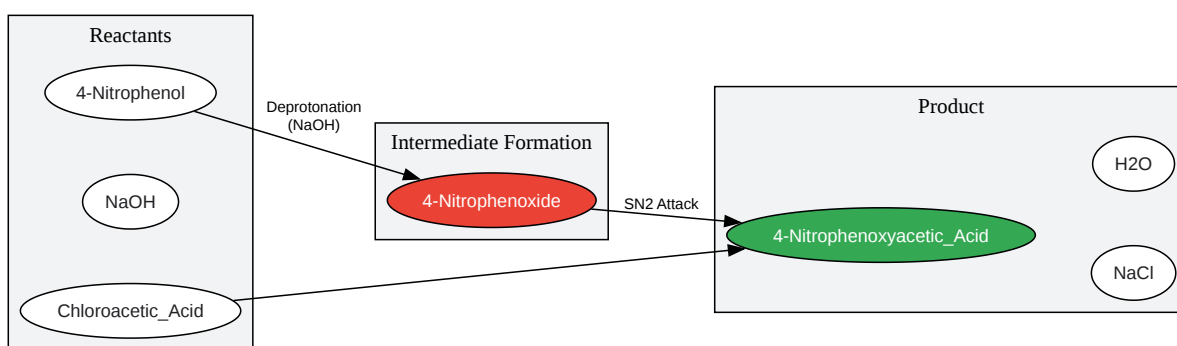 Reactants
4-Nitrophenol
NaOH
Chloroacetic_Acid
Deprotonation
(NaOH)
Intermediate Formation
4-Nitrophenoxide
SN2 Attack
Product
H2O
4-Nitrophenoxyacetic_Acid
NaCl